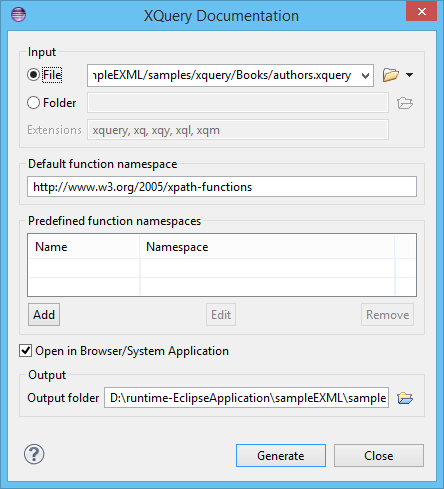 XQuery Documentation
Input
File
npleEXML/samples/xquery/Books/authors.xquery
Folder
Extensions xquery, xq, xqy, xql, xqm
Default function namespace
http://www.w3.org/2005/xpath-functions
Predefined function namespaces
Name Namespace
Add Edit Remove
Open in Browser/System Application
Output
Output folder D:\runtime-EclipseApplication\sampleEXML\sample
Generate Close